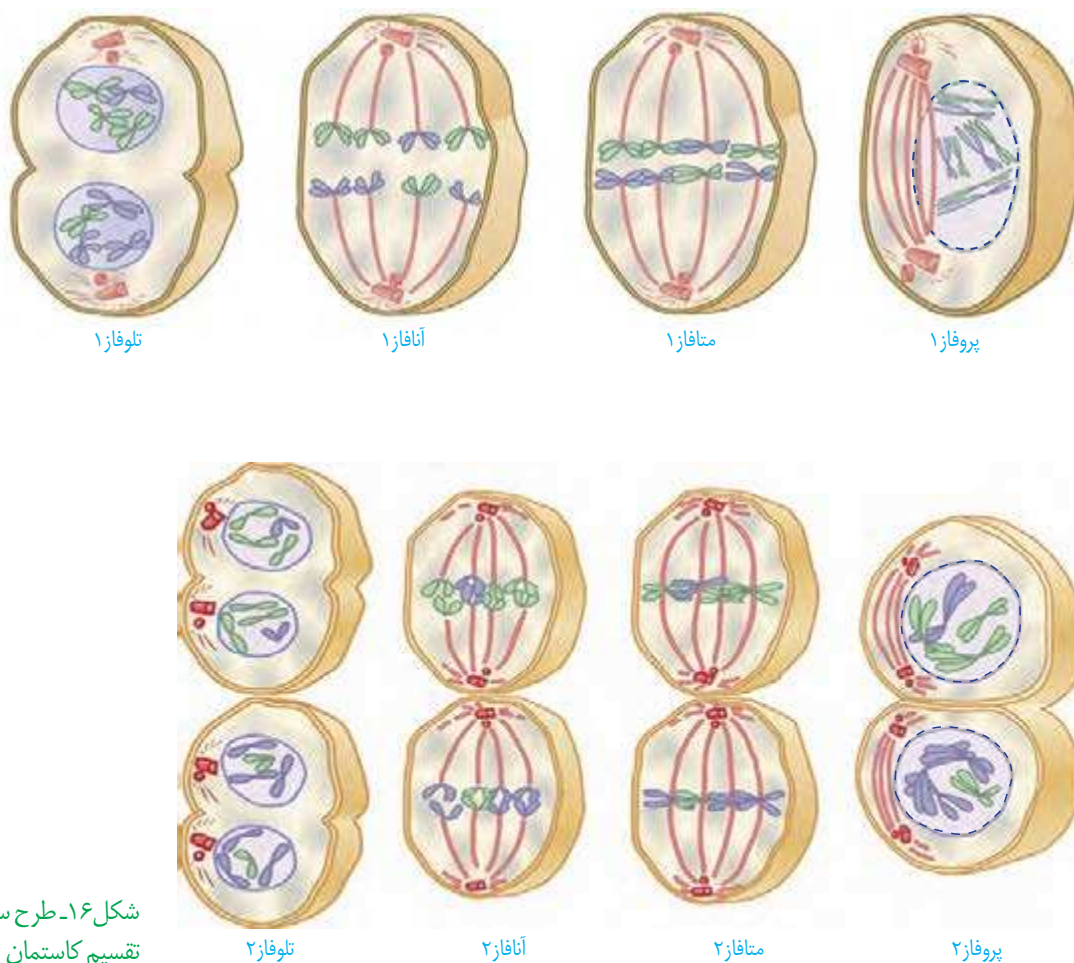 پروفاز۱
متافاز۱
آنافاز۱
تلوفاز۱
پروفاز۲
متافاز۲
آنافاز۲
تلوفاز۲
شکل۱۶ـ طرح
تقسیم کاستمان